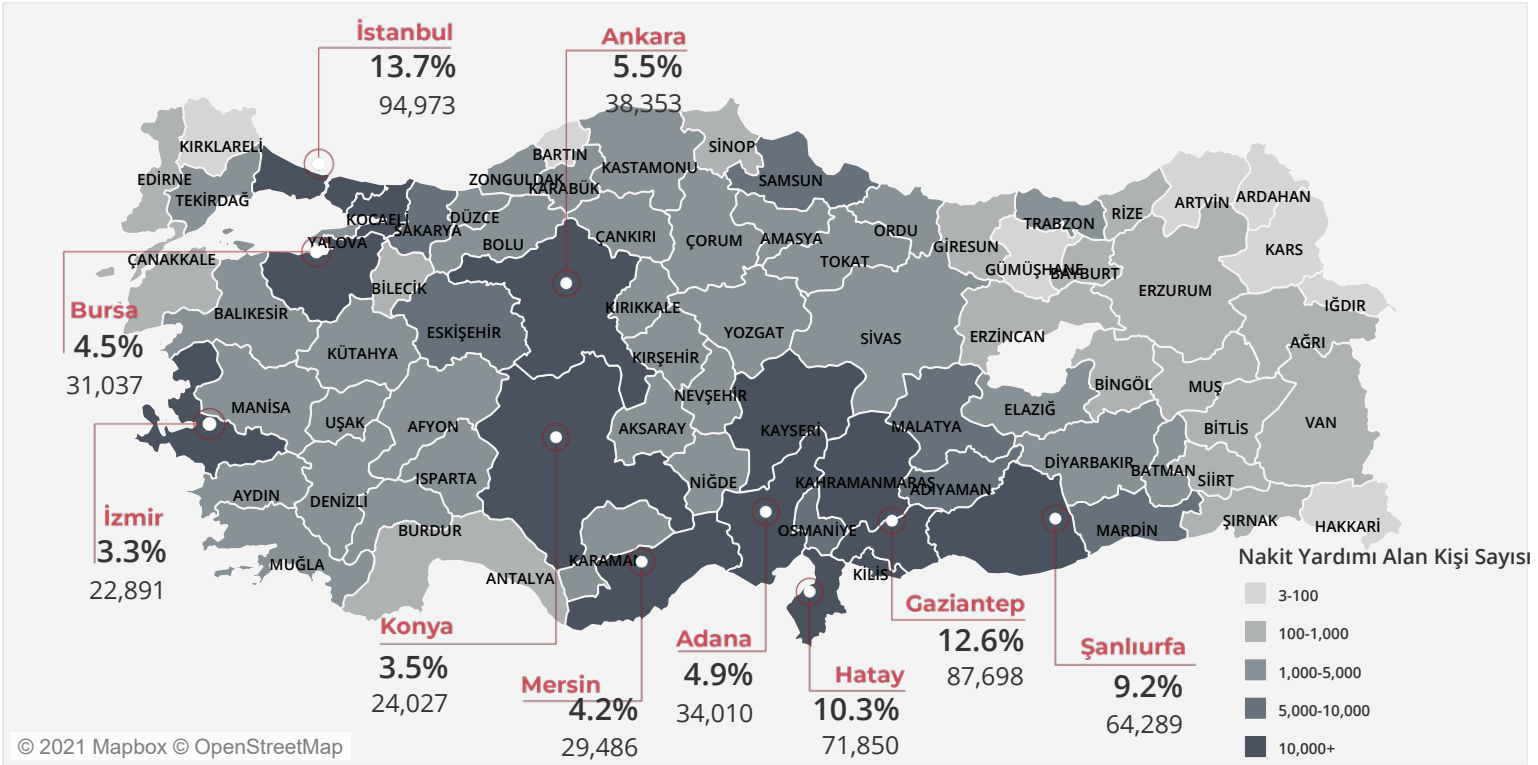 İstanbul
13.7%
94,973
Ankara
5.5%
38,353
KIRKLARELİ
EDİRNE
TEKİRDAĞ
BARTIN
ZONGULDAK
KARABÜK
KASTAMONU
SİNOP
SAMSUN
ARTVİN
ARDAHAN
RİZE
TRABZON
KARS
KOCAELİ
SAKARYA
DÜZCE
YALOVA
BOLU
ÇANKIRI
ÇORUM
AMASYA
ORDU
GİRESUN
TOKAT
GÜMÜŞHANE
BAYBURT
ÇANAKKALE
BİLECİK
ERZURUM
IĞDIR
Bursa
4.5%
31,037
BALIKESİR
ESKİŞEHİR
KIRIKKALE
YOZGAT
SİVAS
ERZİNCAN
AĞRI
KÜTAHYA
KIRŞEHİR
NEVŞEHİR
BİNGÖL
MUŞ
MANİSA
UŞAK
AFYON
AKSARAY
KAYSERİ
MALATYA
ELAZIĞ
BİTLİS
VAN
DİYARBAKIR
BATMAN
SİİRT
ISPARTA
NİĞDE
KAHRAMANMARAŞ
ADIYAMAN
AYDIN
DENİZLİ
BURDUR
OSMANİYE
MARDİN
ŞIRNAK
HAKKARİ
İzmir
3.3%
22,891
MUĞLA
ANTALYA
KARAMAN
KİLİS
Konya
3.5%
24,027
Mersin
4.2%
29,486
Adana
4.9%
34,010
Hatay
10.3%
71,850
Gaziantep
12.6%
87,698
Şanlıurfa
9.2%
64,289
Nakit Yardımı Alan Kişi Sayısı
3-100
100-1,000
1,000-5,000
5,000-10,000
10,000+
© 2021 Mapbox © OpenStreetMap